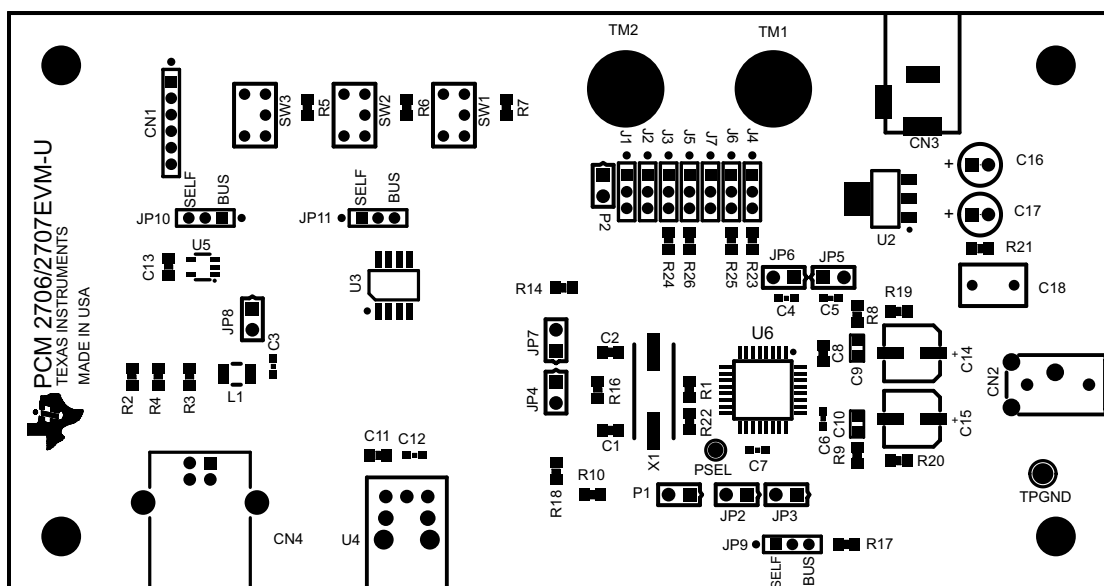 TM2
TM1
CN1
SW3
R5
SW2
R6
SW1
R7
J1
J2
J3
J5
J7
J6
J4
CN3
C16
C17
SELF
BUS
JP10
SELF
BUS
JP11
P2
U2
R21
U5
C13
U3
R24
R26
R25
R23
JP6
JP5
C18
R14
C4
C5
R8
R19
JP8
C3
JP7
C2
U6
C8
C9
C14
PCM 2706/2707EVM-U
TEXAS INSTRUMENTS
MADE IN USA
R2
R4
R3
L1
JP4
R16
R1
R22
CN2
C1
X1
C6
C10
C15
C11
C12
PSEL
C7
R9
R20
R18
R10
P1
JP2
JP3
TPGND
CN4
U4
JP9
R17
SELF
BUS
+
+
+
+